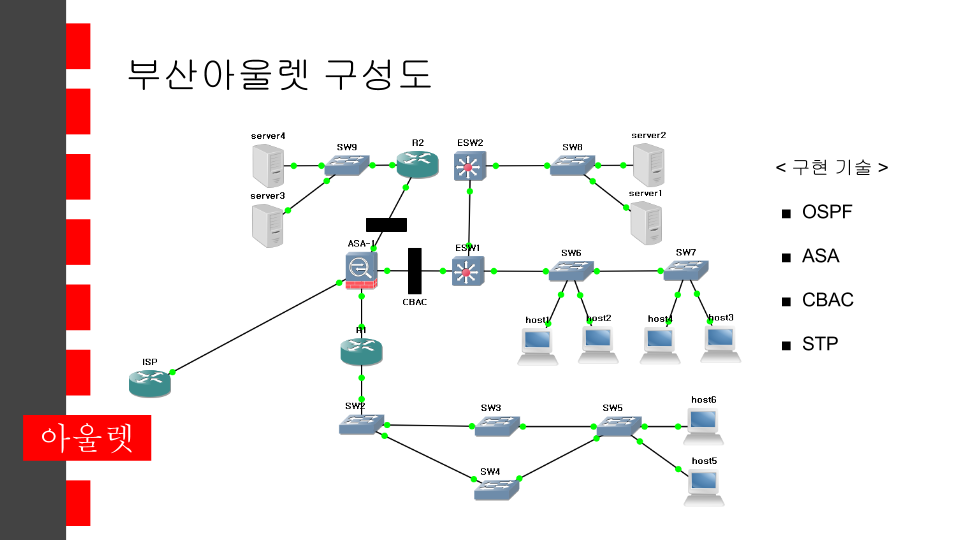 부산아울렛 구성도
server4
SW9
R2
ESW2
SW8
server2
server3
server1
< 구현 기술 >
■ OSPF
■ ASA
■ CBAC
■ STP
ASA-1
CBAC
ESW1
SW6
SW7
host1
host2
host4
host3
R1
ISP
SW2
SW3
SW5
host6
SW4
host5
아울렛